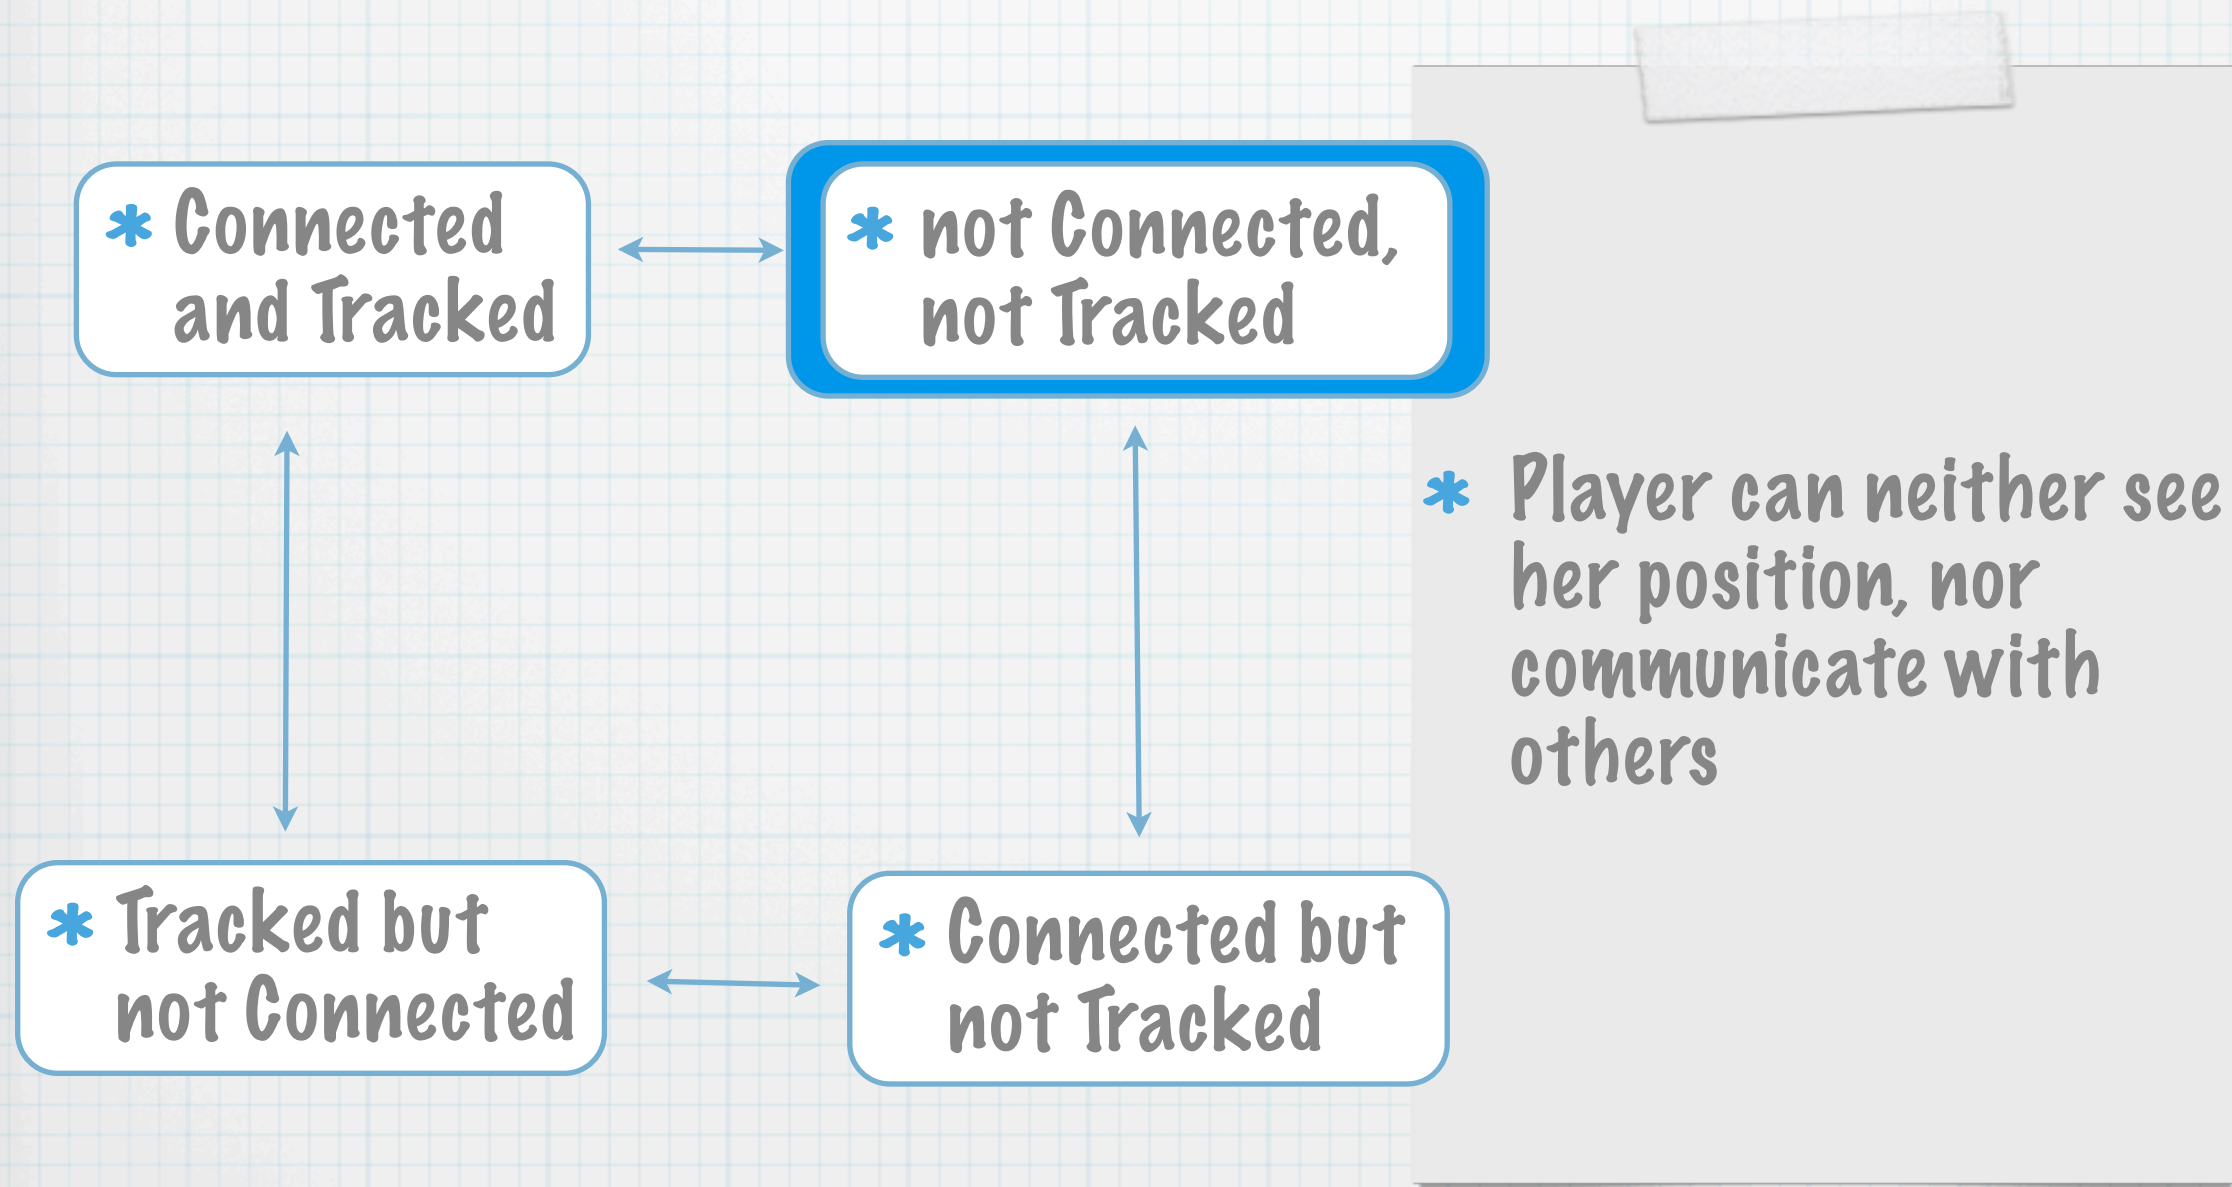 * Connected
and Tracked
* not Connected,
not Tracked
* Player can neither see
her position, nor
communicate with
others
* Tracked but
not Connected
* Connected but
not Tracked